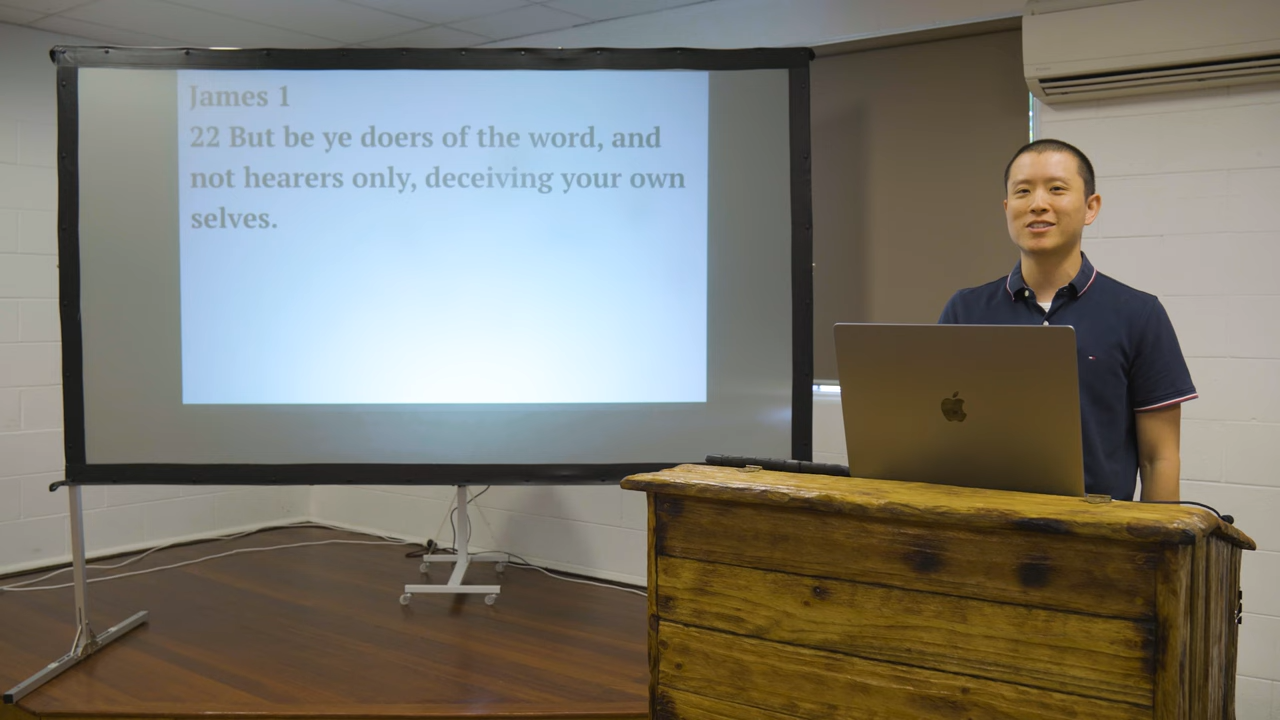 James 1
22 But be ye doers of the word, and
not hearers only, deceiving your own
selves.